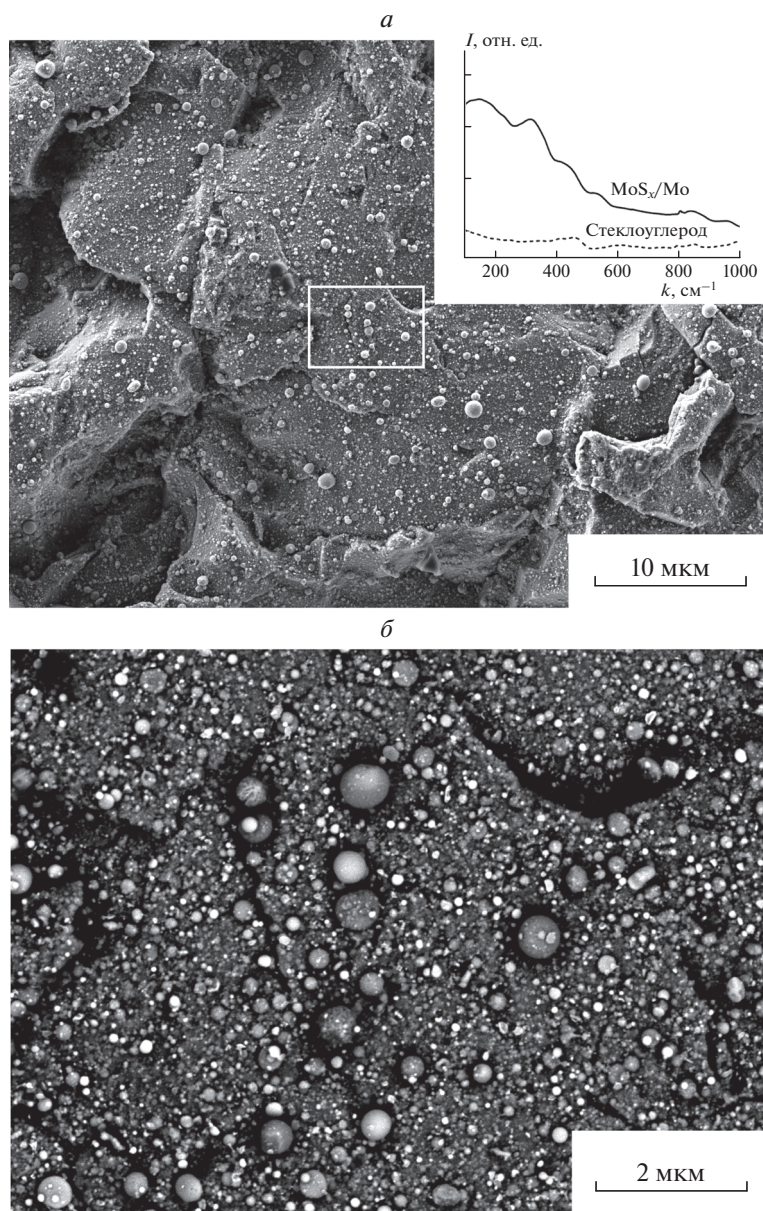 а
I, отн. ед.
MoSx/Mo
Стеклоуглерод
200 400 600 800 1000
k, см−1
10 мкм
б
2 мкм